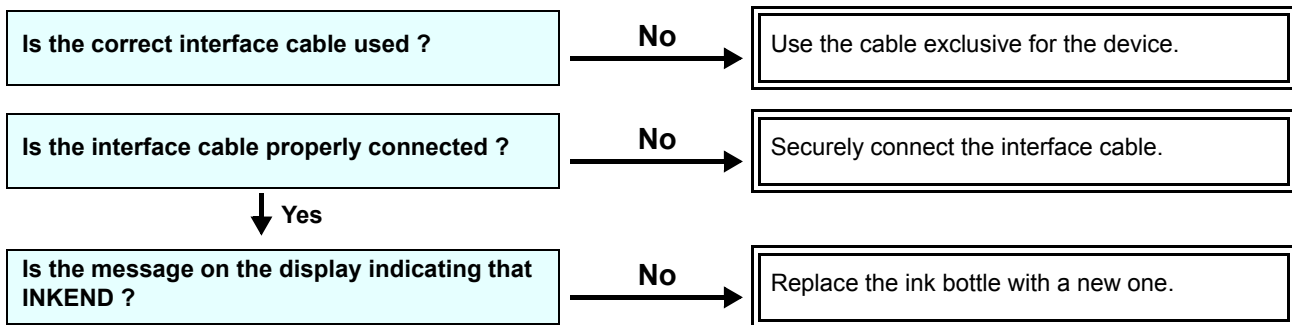 Is the correct interface cable used ?
No
Use the cable exclusive for the device.
Is the interface cable properly connected ?
No
Securely connect the interface cable.
Yes
Is the message on the display indicating that
INKEND ?
No
Replace the ink bottle with a new one.